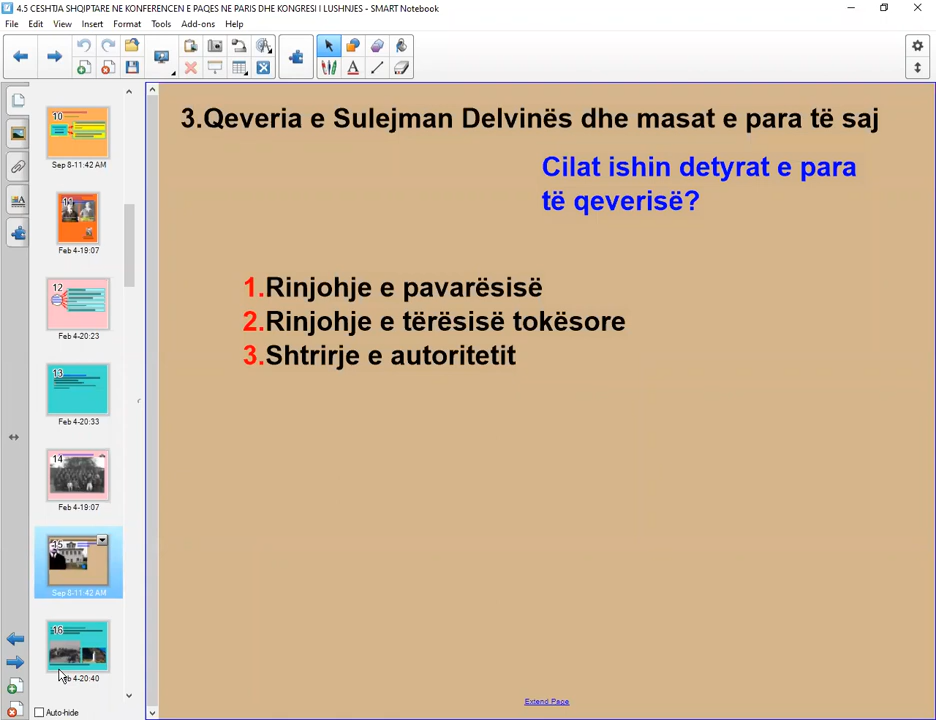 4.5 CESHTJA SHQIPTARE NE KONFERENCEN E PAQES NE PARIS DHE KONGRESI I LUSHNJES - SMART Notebook
File Edit View Insert Format Tools Add-ons Help
3.Qeveria e Sulejman Delvinës dhe masat e para të saj
Cilat ishin detyrat e para
të qeverisë?
1.Rinjohje e pavarësisë
2.Rinjohje e tërësisë tokësore
3.Shtrirje e autoritetit
Extend Page
10
Sep 8-11:42 AM
11
Feb 4-19:07
12
Feb 4-20:23
13
Feb 4-20:33
14
Feb 4-19:07
15
Sep 8-11:42 AM
16
Feb 4-20:40
Auto-hide